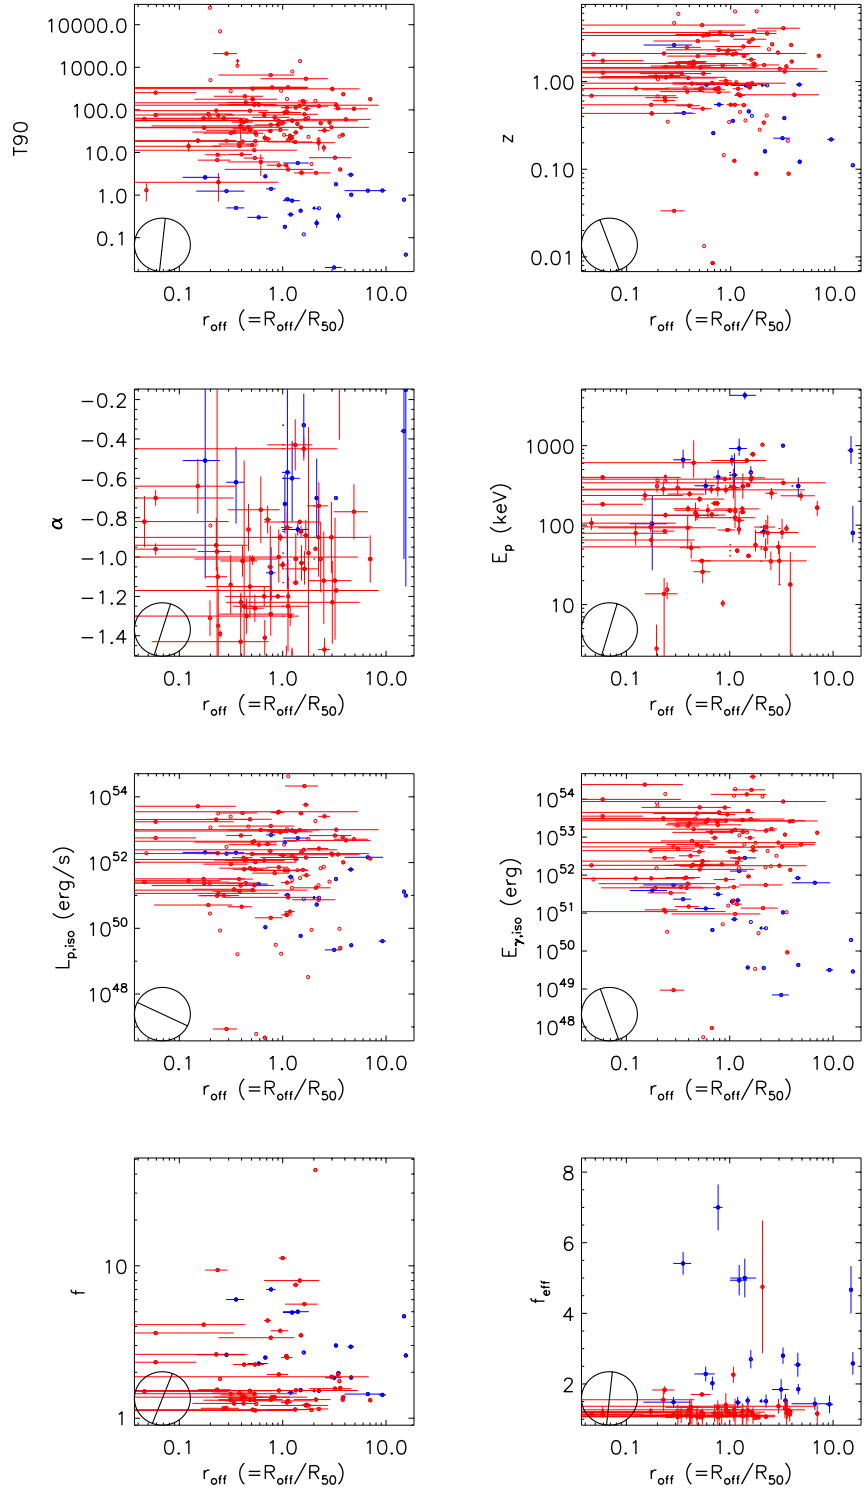 10000.0
1000.0
100.0
10.0
1.0
0.1
T90
0.1 1.0 10.0
r_off (=R_off/R_50)
1.00
0.10
0.01
z
0.1 1.0 10.0
r_off (=R_off/R_50)
−0.2
−0.4
−0.6
−0.8
−1.0
−1.2
−1.4
α
0.1 1.0 10.0
r_off (=R_off/R_50)
1000
100
10
E_p (keV)
0.1 1.0 10.0
r_off (=R_off/R_50)
10^54
10^52
10^50
10^48
L_p,iso (erg/s)
0.1 1.0 10.0
r_off (=R_off/R_50)
10^54
10^53
10^52
10^51
10^50
10^49
10^48
E_γ,iso (erg)
0.1 1.0 10.0
r_off (=R_off/R_50)
10
1
f
0.1 1.0 10.0
r_off (=R_off/R_50)
8
6
4
2
f_eff
0.1 1.0 10.0
r_off (=R_off/R_50)